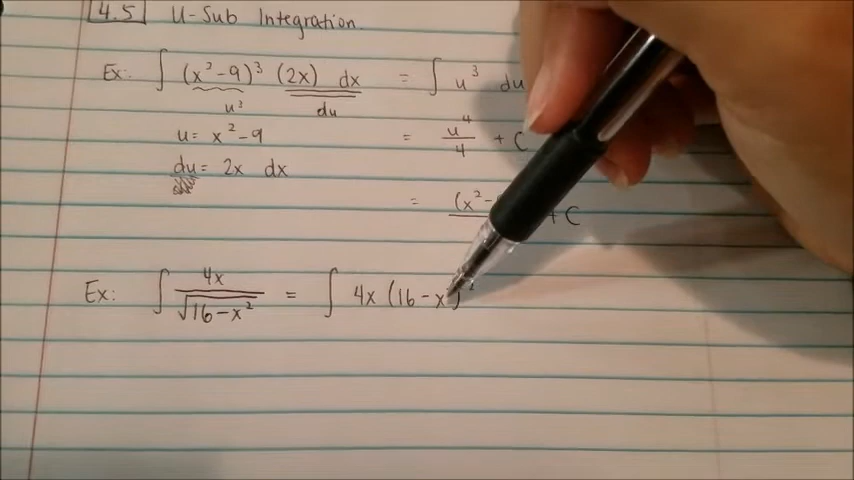 4.5 U-Sub Integration
Ex: ∫ (x²-9)³ (2x) dx = ∫ u³ du
u³ du
u = x²-9 = u⁴/4 + C
du = 2x dx
= (x²- + C
Ex: ∫ 4x/√(16-x²) = ∫ 4x (16-x